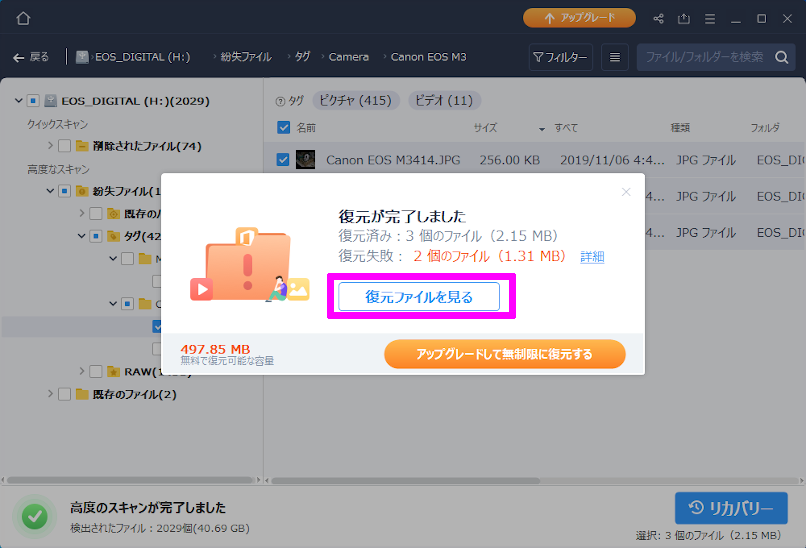 アップグレード
戻る
EOS_DIGITAL (H:) › 紛失ファイル › タグ › Camera › Canon EOS M3
フィルター
ファイル/フォルダーを検索
EOS_DIGITAL (H:)(2029)
クイックスキャン
削除されたファイル(74)
高度なスキャン
紛失ファイル(1
既存の
タグ(42
RAW(
既存のファイル(2)
タグ ピクチャ (415) ビデオ (11)
名前 サイズ すべて 種類 フォルダ
Canon EOS M3414.JPG 256.00 KB 2019/11/06 4:4... JPG ファイル EOS_DI
JPG ファイル EOS_DI
JPG ファイル EOS_DI
復元が完了しました
復元済み：3 個のファイル（2.15 MB）
復元失敗： 2 個のファイル（1.31 MB） 詳細
復元ファイルを見る
497.85 MB
無料で復元可能な容量
アップグレードして無制限に復元する
高度のスキャンが完了しました
検出されたファイル：2029個(40.69 GB)
リカバリー
選択: 3 個のファイル（2.15 MB）